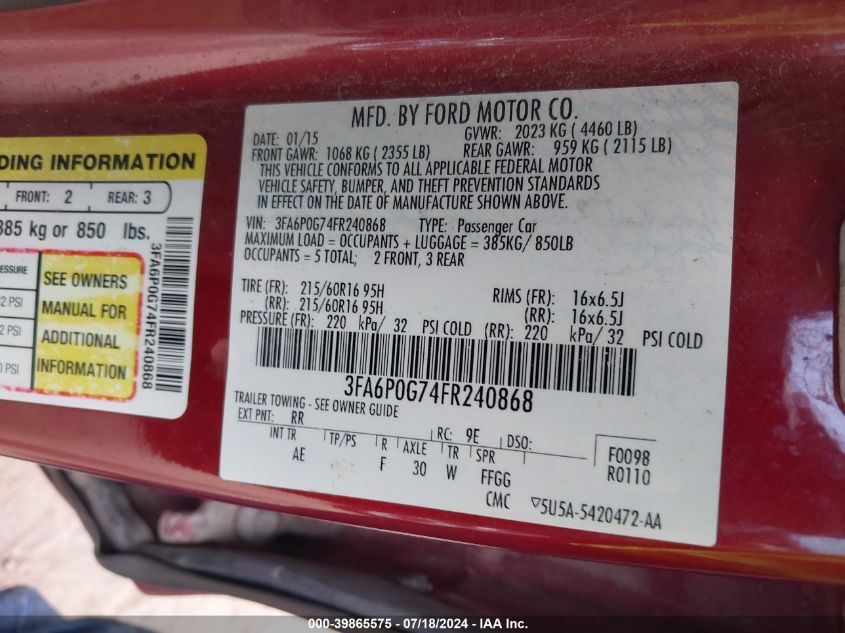 MFD. BY FORD MOTOR CO.
DATE: 01/15 GVWR: 2023 KG ( 4460 LB)
FRONT GAWR: 1068 KG ( 2355 LB) REAR GAWR: 959 KG ( 2115 LB)
THIS VEHICLE CONFORMS TO ALL APPLICABLE FEDERAL MOTOR
VEHICLE SAFETY, BUMPER, AND THEFT PREVENTION STANDARDS
IN EFFECT ON THE DATE OF MANUFACTURE SHOWN ABOVE.
VIN: 3FA6P0G74FR240868 TYPE: Passenger Car
MAXIMUM LOAD = OCCUPANTS + LUGGAGE = 385KG/ 850LB
OCCUPANTS = 5 TOTAL; 2 FRONT, 3 REAR
TIRE (FR): 215/60R16 95H RIMS (FR): 16x6.5J
(RR): 215/60R16 95H (RR): 16x6.5J
PRESSURE (FR): 220 kPa/ 32 PSI COLD (RR): 220 kPa/ 32 PSI COLD
3FA6P0G74FR240868
TRAILER TOWING - SEE OWNER GUIDE
EXT PNT: RR RC: 9E DSO:
INT TR TP/PS R AXLE TR SPR F0098
AE F 30 W FFGG R0110
CMC 5U5A-5420472-AA
DING INFORMATION
FRONT: 2 REAR: 3
385 kg or 850 lbs.
3FA6P0G74FR240868
ESSURE SEE OWNERS
2 PSI MANUAL FOR
2 PSI ADDITIONAL
0 PSI INFORMATION
000-39865575 - 07/18/2024 - IAA Inc.